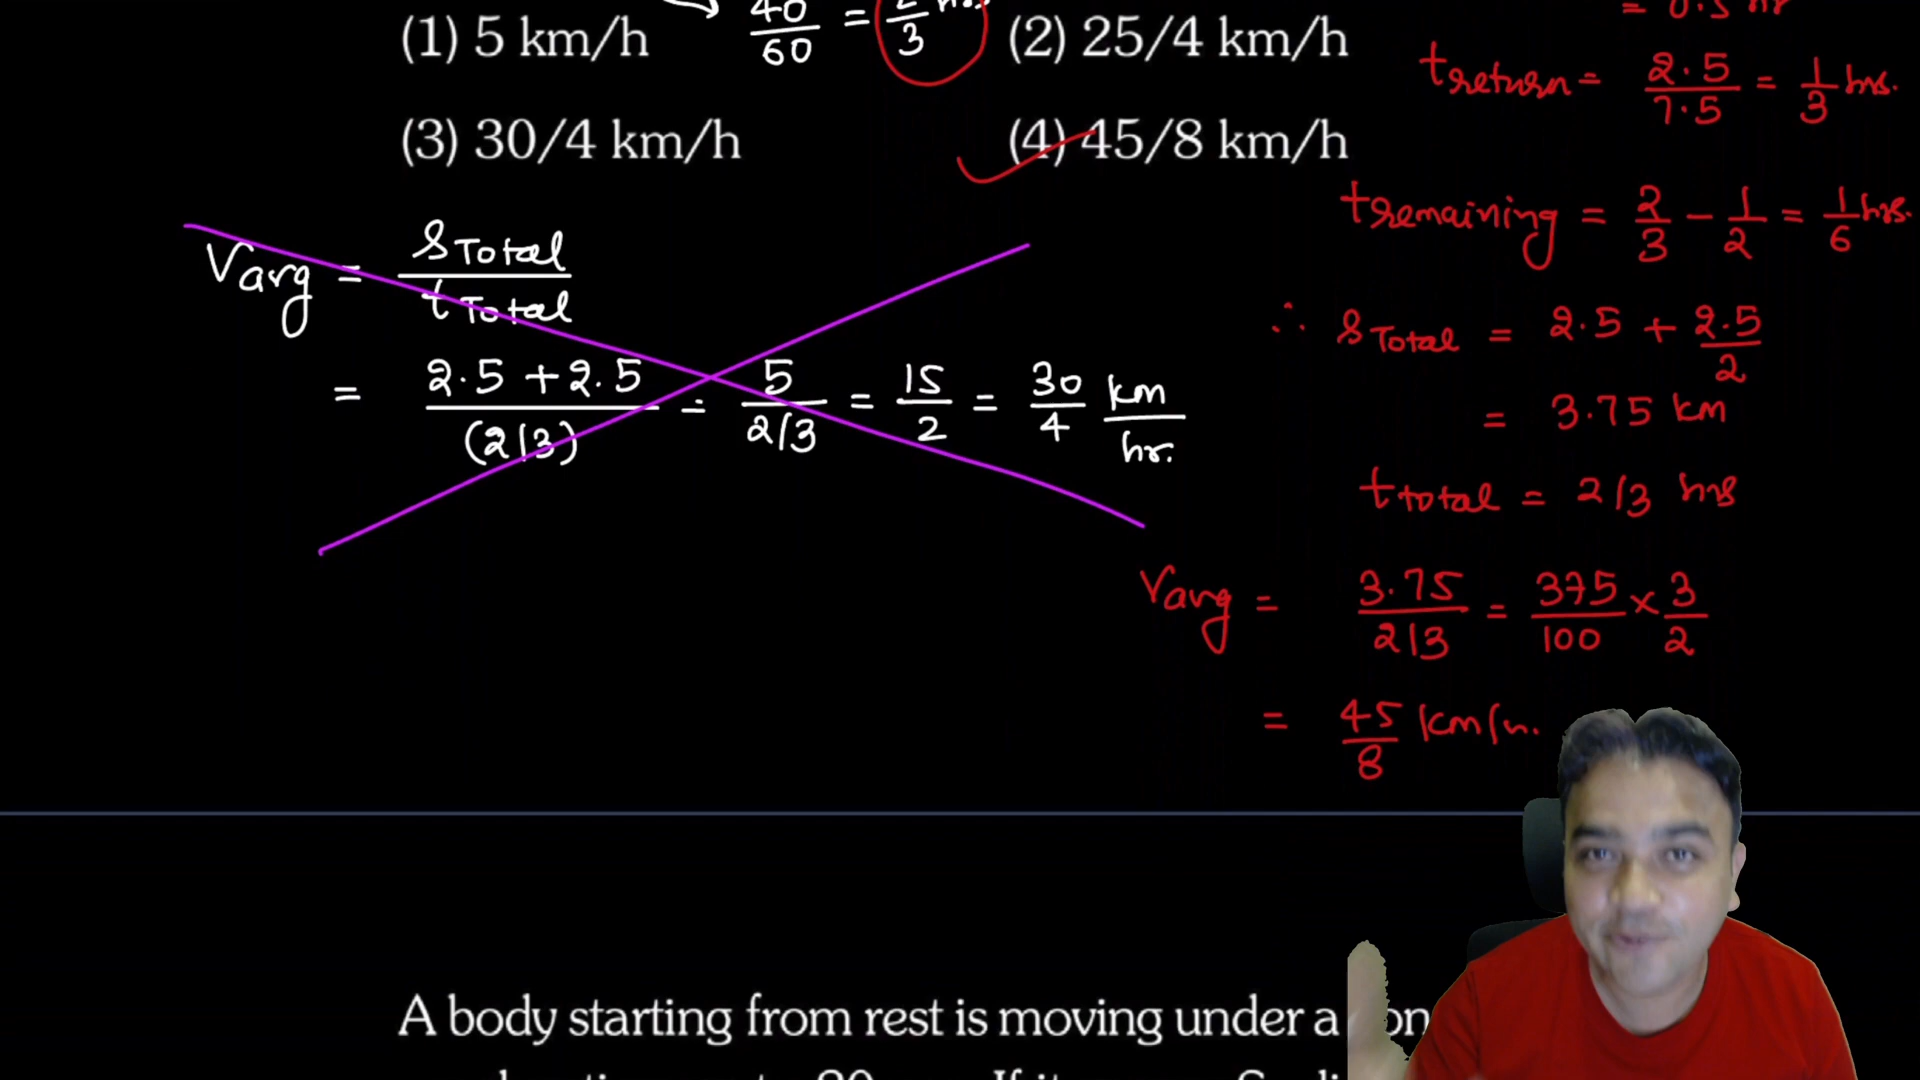 (1) 5 km/h
40/60 = 2/3 hrs.
(2) 25/4 km/h
(3) 30/4 km/h
(4) 45/8 km/h
Vavg = STotal / tTotal
= 2.5 + 2.5 / (2/3) = 5 / 2/3 = 15/2 = 30/4 km/hr.
= 0.5 hr
treturn = 2.5/7.5 = 1/3 hrs.
tremaining = 2/3 - 1/2 = 1/6 hrs.
∴ STotal = 2.5 + 2.5/2
= 3.75 km
ttotal = 2/3 hrs
Vavg = 3.75 / 2/3 = 375/100 × 3/2
= 45/8 km/h.
A body starting from rest is moving under a